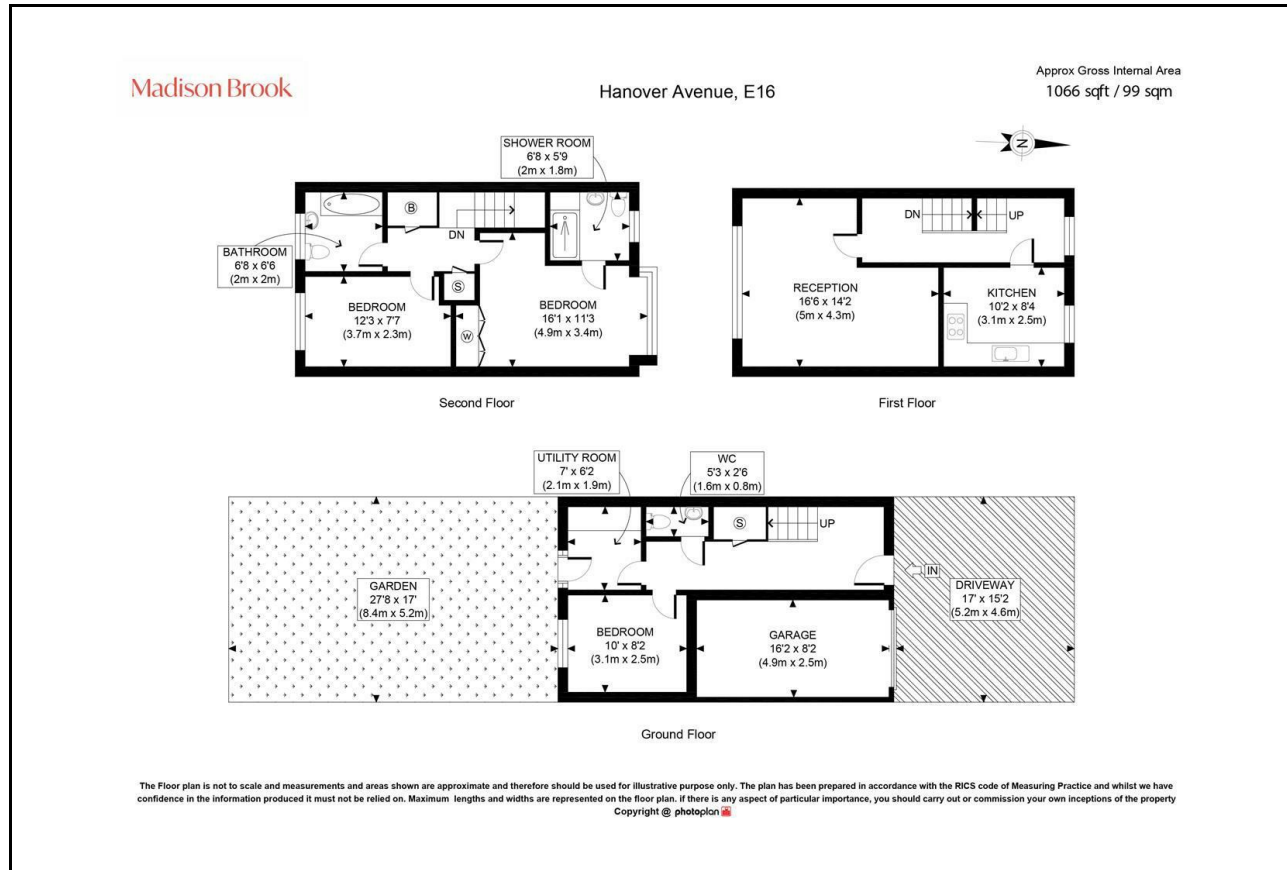 Madison Brook
Hanover Avenue, E16
Approx Gross Internal Area
1066 sqft / 99 sqm
N
SHOWER ROOM
6'8 x 5'9
(2m x 1.8m)
B
DN
BATHROOM
6'8 x 6'6
(2m x 2m)
S
BEDROOM
12'3 x 7'7
(3.7m x 2.3m)
W
BEDROOM
16'1 x 11'3
(4.9m x 3.4m)
Second Floor
DN
UP
RECEPTION
16'6 x 14'2
(5m x 4.3m)
KITCHEN
10'2 x 8'4
(3.1m x 2.5m)
First Floor
UTILITY ROOM
7' x 6'2
(2.1m x 1.9m)
WC
5'3 x 2'6
(1.6m x 0.8m)
S
UP
IN
GARDEN
27'8 x 17'
(8.4m x 5.2m)
DRIVEWAY
17' x 15'2
(5.2m x 4.6m)
BEDROOM
10' x 8'2
(3.1m x 2.5m)
GARAGE
16'2 x 8'2
(4.9m x 2.5m)
Ground Floor
The Floor plan is not to scale and measurements and areas shown are approximate and therefore should be used for illustrative purpose only. The plan has been prepared in accordance with the RICS code of Measuring Practice and whilst we have
confidence in the information produced it must not be relied on. Maximum lengths and widths are represented on the floor plan. if there is any aspect of particular importance, you should carry out or commission your own inceptions of the property
Copyright @ photoplan